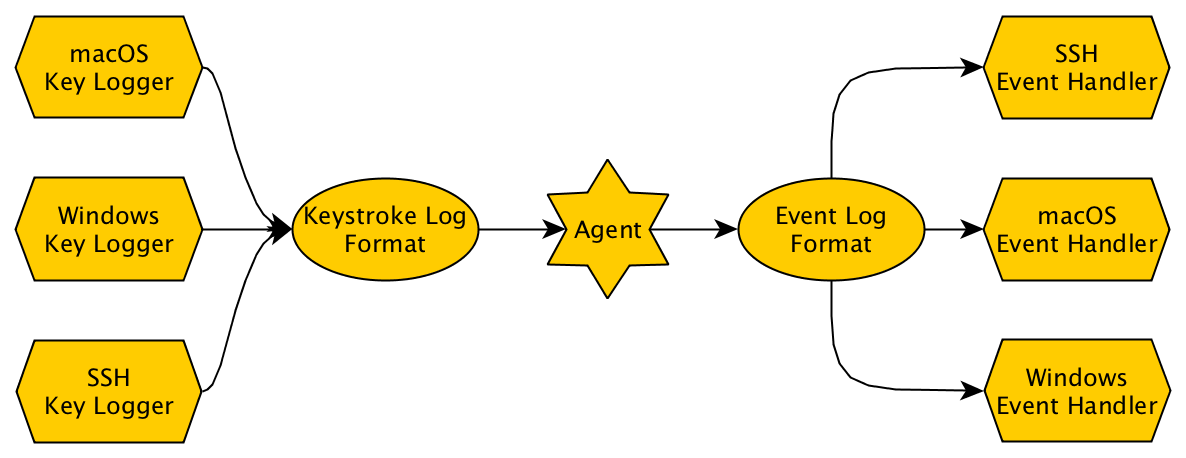 macOS
Key Logger
Windows
Key Logger
SSH
Key Logger
Keystroke Log
Format
Agent
Event Log
Format
SSH
Event Handler
macOS
Event Handler
Windows
Event Handler